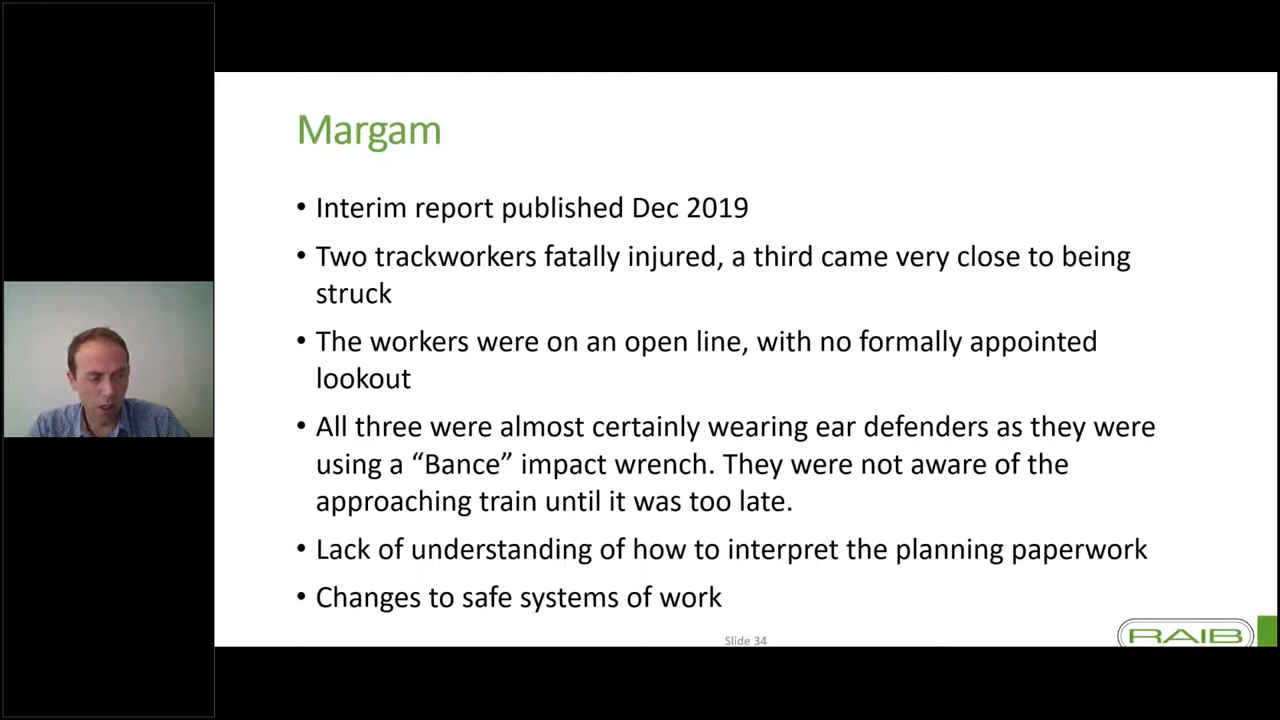 Margam
• Interim report published Dec 2019
• Two trackworkers fatally injured, a third came very close to being
struck
• The workers were on an open line, with no formally appointed
lookout
• All three were almost certainly wearing ear defenders as they were
using a “Bance” impact wrench. They were not aware of the
approaching train until it was too late.
• Lack of understanding of how to interpret the planning paperwork
• Changes to safe systems of work
Slide 34
RAIB